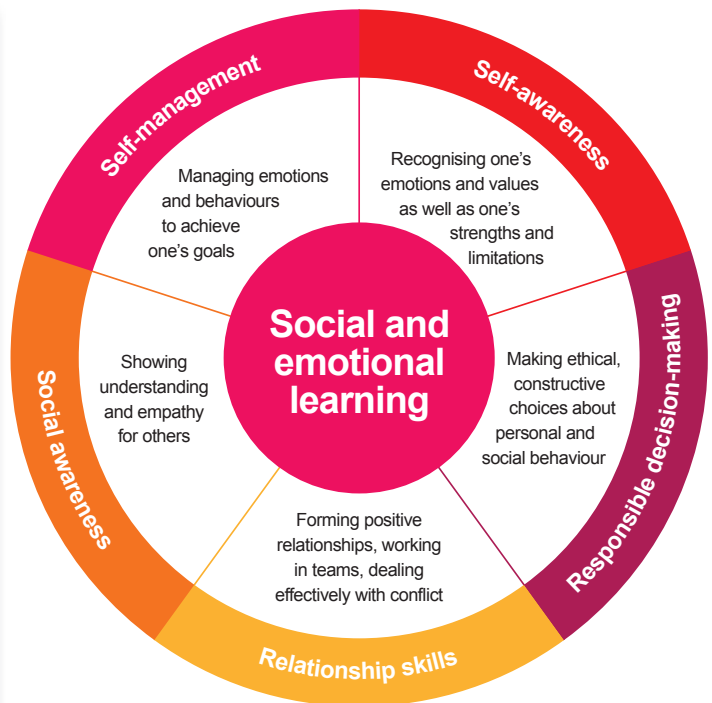 Self-management
Managing emotions
and behaviours
to achieve
one's goals
Self-awareness
Recognising one's
emotions and values
as well as one's
strengths and
limitations
Social and
emotional
learning
Social awareness
Showing
understanding
and empathy
for others
Responsible decision-making
Making ethical,
constructive
choices about
personal and
social behaviour
Forming positive
relationships, working
in teams, dealing
effectively with conflict
Relationship skills